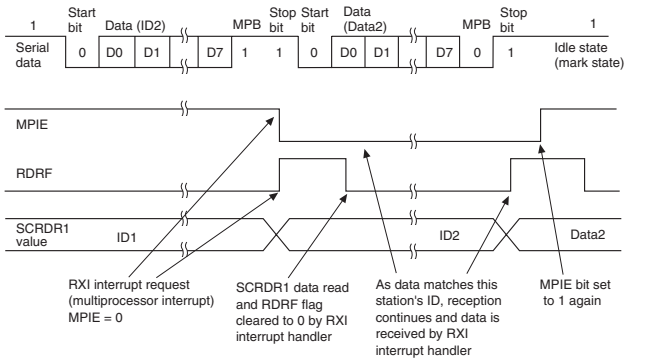 Start bit
Data (ID2)
MPB
Stop bit
Start bit
Data (Data2)
MPB
Stop bit
1
1
Serial data
0 D0 D1 D7 1 1 0 D0 D1 D7 0 1
Idle state (mark state)
MPIE
RDRF
SCRDR1 value
ID1
ID2
Data2
RXI interrupt request
(multiprocessor interrupt)
MPIE = 0
SCRDR1 data read
and RDRF flag
cleared to 0 by RXI
interrupt handler
As data matches this
station's ID, reception
continues and data is
received by RXI
interrupt handler
MPIE bit set
to 1 again